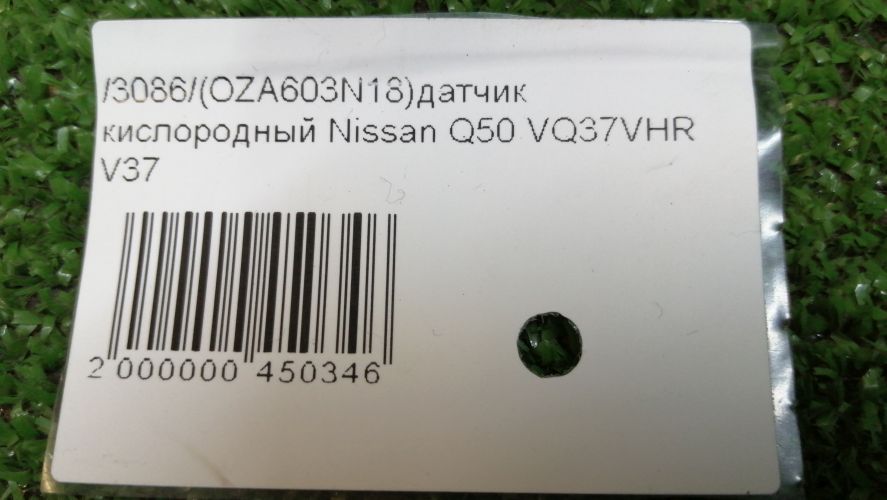 /3086/(OZA603N18)датчик
кислородный Nissan Q50 VQ37VHR
V37
2 000000 450346